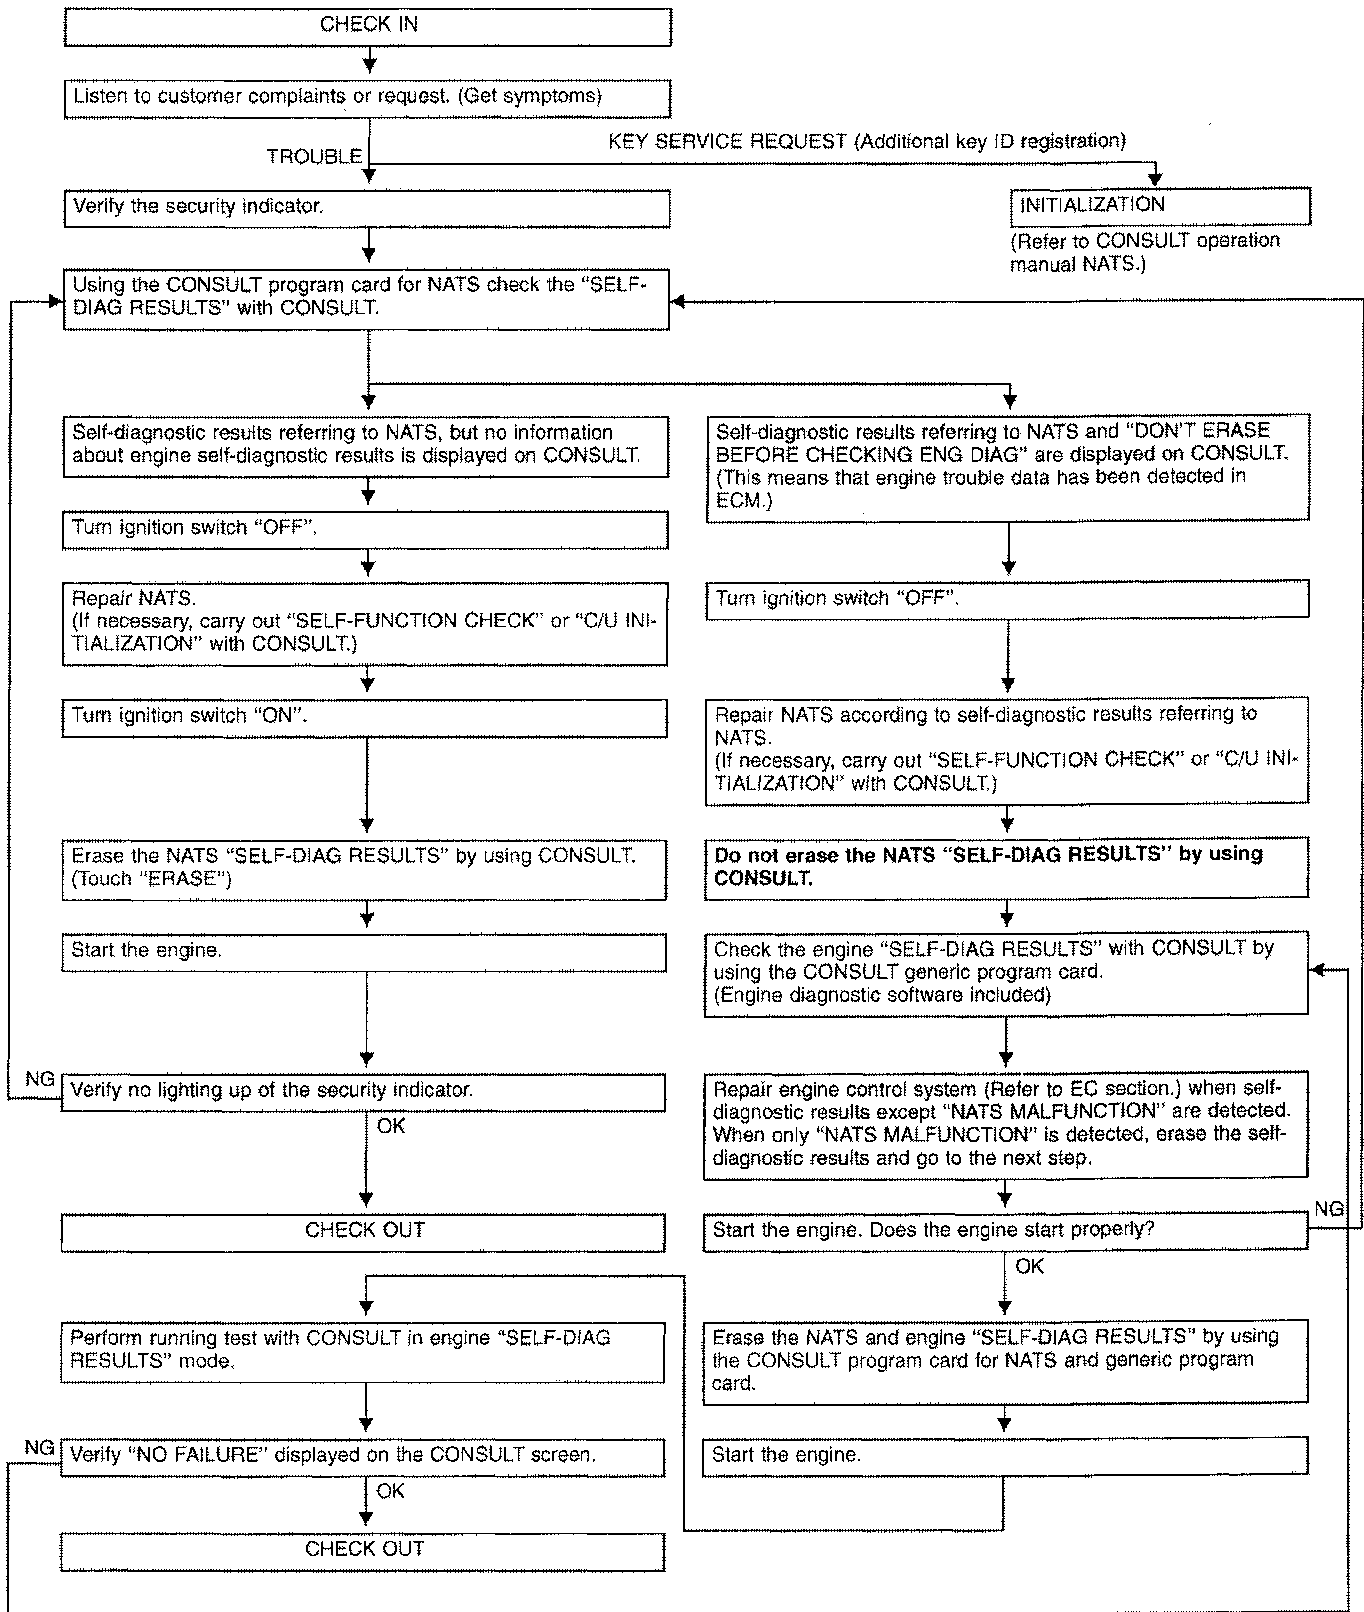 CHECK IN
Listen to customer complaints or request. (Get symptoms)
KEY SERVICE REQUEST (Additional key ID registration)
TROUBLE
Verify the security indicator.
INITIALIZATION
(Refer to CONSULT operation
manual NATS.)
Using the CONSULT program card for NATS check the “SELF-
DIAG RESULTS” with CONSULT.
Self-diagnostic results referring to NATS, but no information
about engine self-diagnostic results is displayed on CONSULT.
Self-diagnostic results referring to NATS and “DON'T ERASE
BEFORE CHECKING ENG DIAG” are displayed on CONSULT.
(This means that engine trouble data has been detected in
ECM.)
Turn ignition switch “OFF”.
Repair NATS.
(If necessary, carry out “SELF-FUNCTION CHECK” or “C/U INI-
TIALIZATION” with CONSULT.)
Turn ignition switch “OFF”.
Turn ignition switch “ON”.
Repair NATS according to self-diagnostic results referring to
NATS.
(If necessary, carry out “SELF-FUNCTION CHECK” or “C/U INI-
TIALIZATION” with CONSULT.)
Erase the NATS “SELF-DIAG RESULTS” by using CONSULT.
(Touch “ERASE”)
Do not erase the NATS “SELF-DIAG RESULTS” by using
CONSULT.
Start the engine.
Check the engine “SELF-DIAG RESULTS” with CONSULT by
using the CONSULT generic program card.
(Engine diagnostic software included)
NG
Verify no lighting up of the security indicator.
OK
Repair engine control system (Refer to EC section.) when self-
diagnostic results except “NATS MALFUNCTION” are detected.
When only “NATS MALFUNCTION” is detected, erase the self-
diagnostic results and go to the next step.
NG
CHECK OUT
Start the engine. Does the engine start properly?
OK
Perform running test with CONSULT in engine “SELF-DIAG
RESULTS” mode.
Erase the NATS and engine “SELF-DIAG RESULTS” by using
the CONSULT program card for NATS and generic program
card.
NG
Verify “NO FAILURE” displayed on the CONSULT screen.
Start the engine.
OK
CHECK OUT